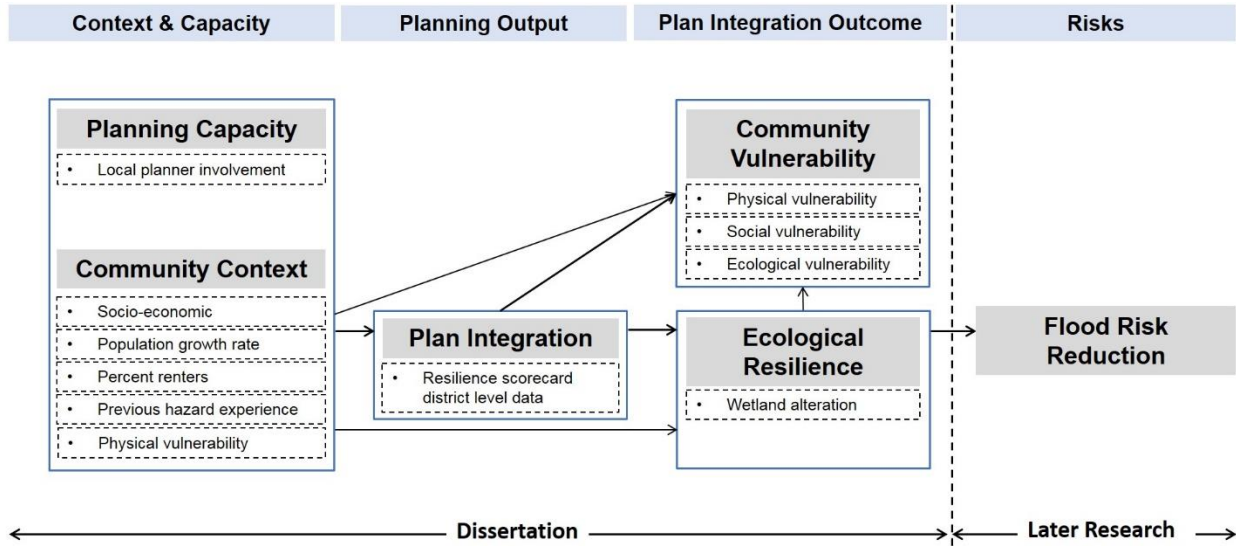 Context & Capacity
Planning Output
Plan Integration Outcome
Risks
Planning Capacity
• Local planner involvement
Community Context
• Socio-economic
• Population growth rate
• Percent renters
• Previous hazard experience
• Physical vulnerability
Plan Integration
• Resilience scorecard
district level data
Community
Vulnerability
• Physical vulnerability
• Social vulnerability
• Ecological vulnerability
Ecological
Resilience
• Wetland alteration
Flood Risk
Reduction
Dissertation
Later Research